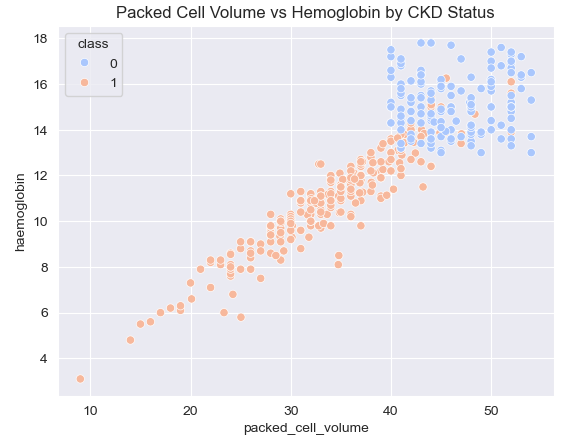 Packed Cell Volume vs Hemoglobin by CKD Status
class
0
1
18
16
14
12
10
8
6
4
haemoglobin
10 20 30 40 50
packed_cell_volume